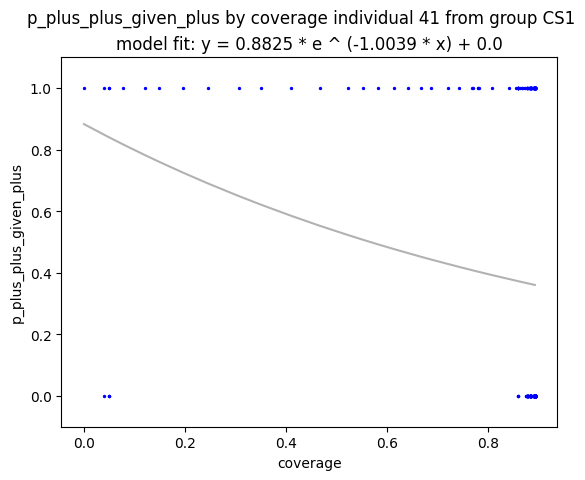 p_plus_plus_given_plus by coverage individual 41 from group CS1
model fit: y = 0.8825 * e ^ (-1.0039 * x) + 0.0
1.0
0.8
0.6
0.4
0.2
0.0
p_plus_plus_given_plus
0.0 0.2 0.4 0.6 0.8
coverage